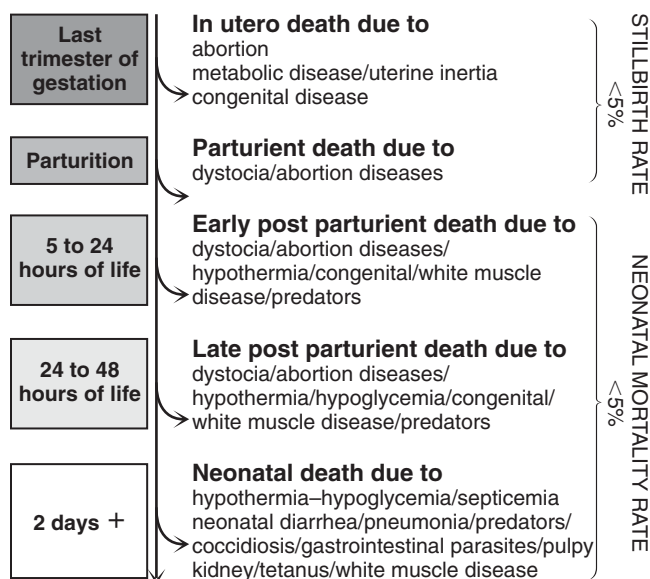 Last
trimester of
gestation
In utero death due to
abortion
metabolic disease/uterine inertia
congenital disease
Parturition
Parturient death due to
dystocia/abortion diseases
STILLBIRTH RATE
<5%
5 to 24
hours of life
Early post parturient death due to
dystocia/abortion diseases/
hypothermia/congenital/white muscle
disease/predators
24 to 48
hours of life
Late post parturient death due to
dystocia/abortion diseases/
hypothermia/hypoglycemia/congenital/
white muscle disease/predators
2 days +
Neonatal death due to
hypothermia–hypoglycemia/septicemia
neonatal diarrhea/pneumonia/predators/
coccidiosis/gastrointestinal parasites/pulpy
kidney/tetanus/white muscle disease
NEONATAL MORTALITY RATE
<5%